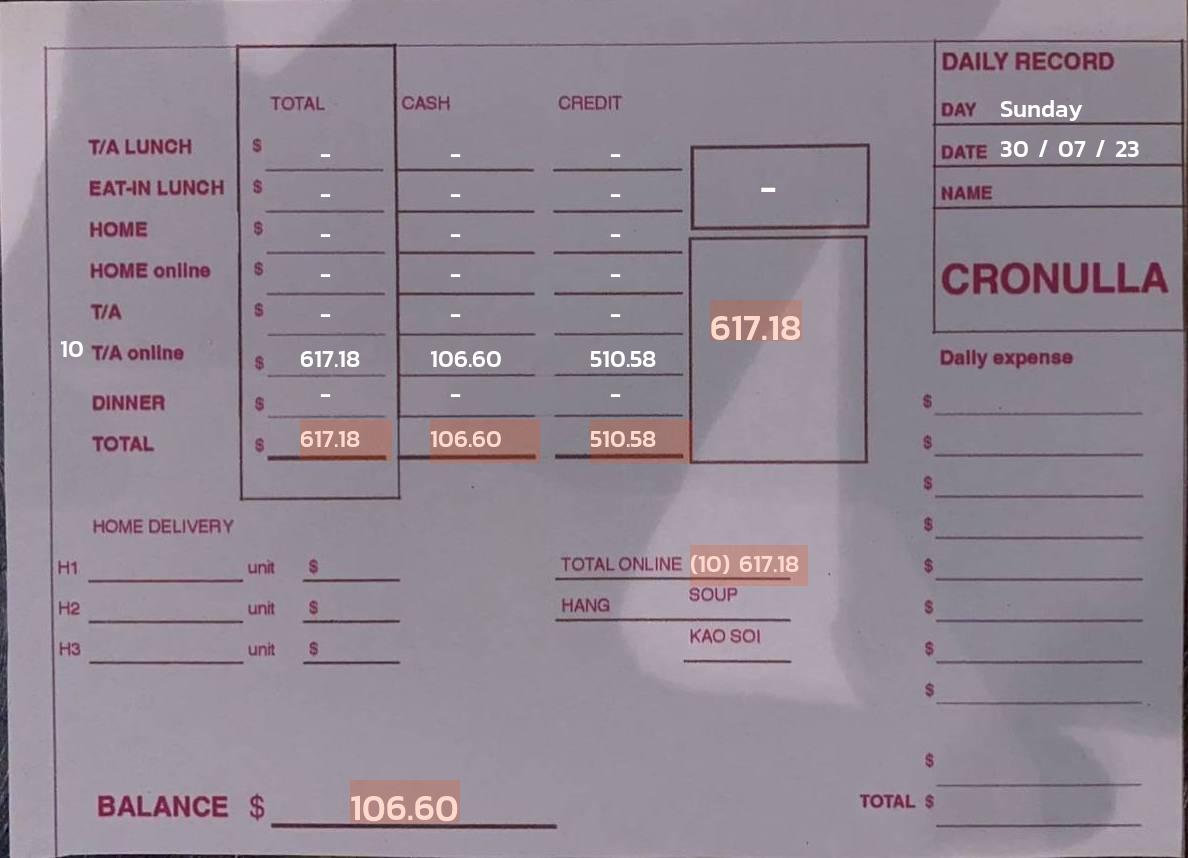 DAILY RECORD
DAY Sunday
DATE 30 / 07 / 23
NAME
CRONULLA
TOTAL CASH CREDIT
T/A LUNCH $ - - -
EAT-IN LUNCH $ - - -
-
HOME $ - - -
HOME online $ - - -
T/A $ - - -
617.18
10 T/A online $ 617.18 106.60 510.58
DINNER $ - - -
TOTAL $ 617.18 106.60 510.58
Daily expense
$
$
$
$
$
$
$
$
$
TOTAL $
HOME DELIVERY
H1 unit $
H2 unit $
H3 unit $
TOTAL ONLINE (10) 617.18
HANG SOUP
KAO SOI
BALANCE $ 106.60